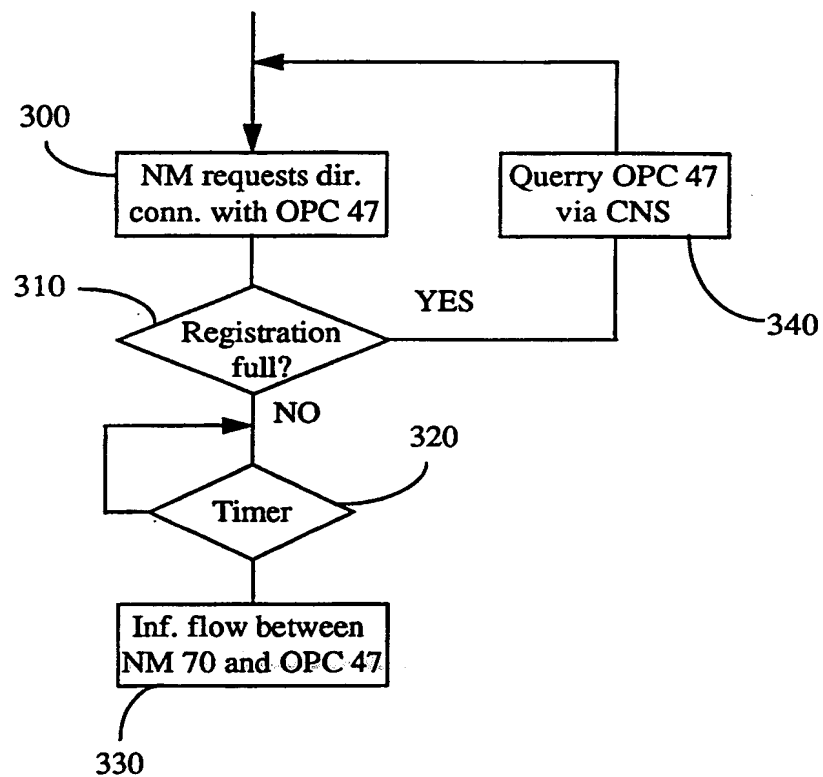 300
NM requests dir.
conn. with OPC 47
Querry OPC 47
via CNS
340
310
YES
Registration
full?
NO
320
Timer
Inf. flow between
NM 70 and OPC 47
330